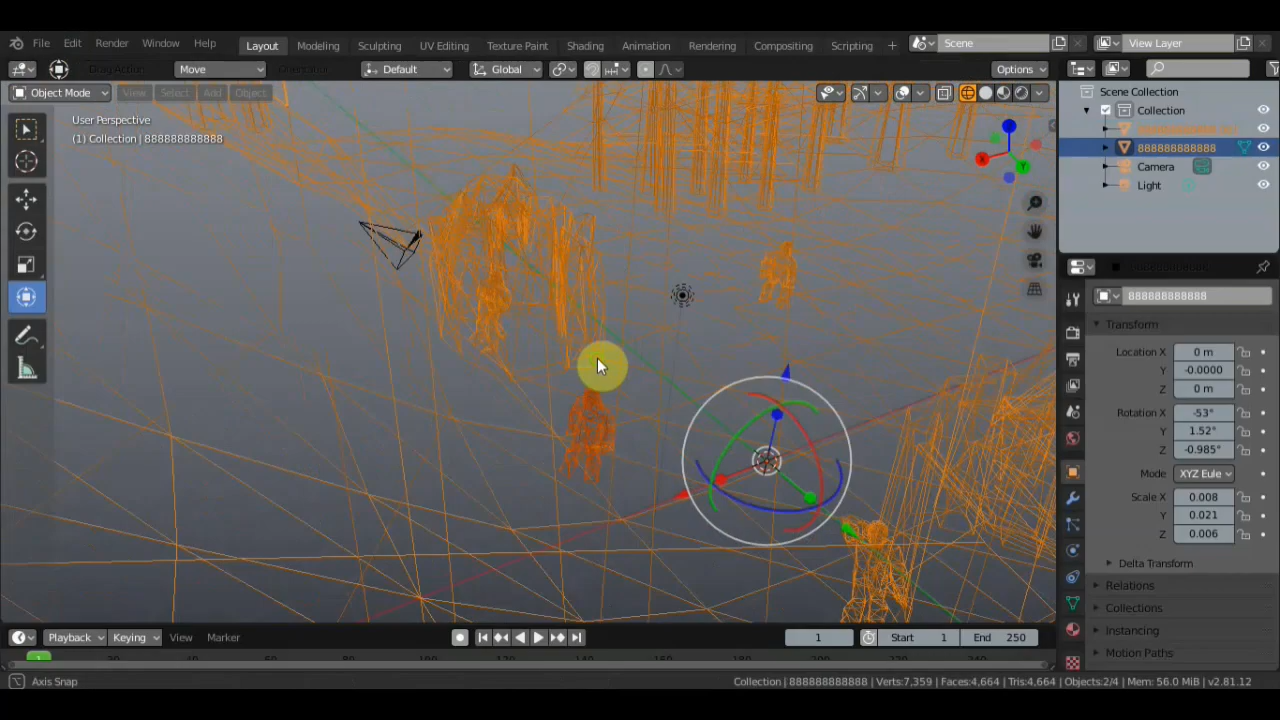 File Edit Render Window Help Layout Modeling Sculpting UV Editing Texture Paint Shading Animation Rendering Compositing Scripting + Scene View Layer
Move Default Global Options
Object Mode View Select Add Object
User Perspective
(1) Collection | 888888888888
X
Y
Z
Scene Collection
Collection
888888888888
Camera
Light
888888888888
Transform
Location X 0 m
Y -0.0000
Z 0 m
Rotation X -53°
Y 1.52°
Z -0.985°
Mode XYZ Eule
Scale X 0.008
Y 0.021
Z 0.006
Delta Transform
Relations
Collections
Instancing
Motion Paths
Playback Keying View Marker 1 Start 1 End 250
1
Axis Snap Collection | 888888888888 | Verts:7,359 | Faces:4,664 | Tris:4,664 | Objects:2/4 | Mem: 56.0 MiB | v2.81.12